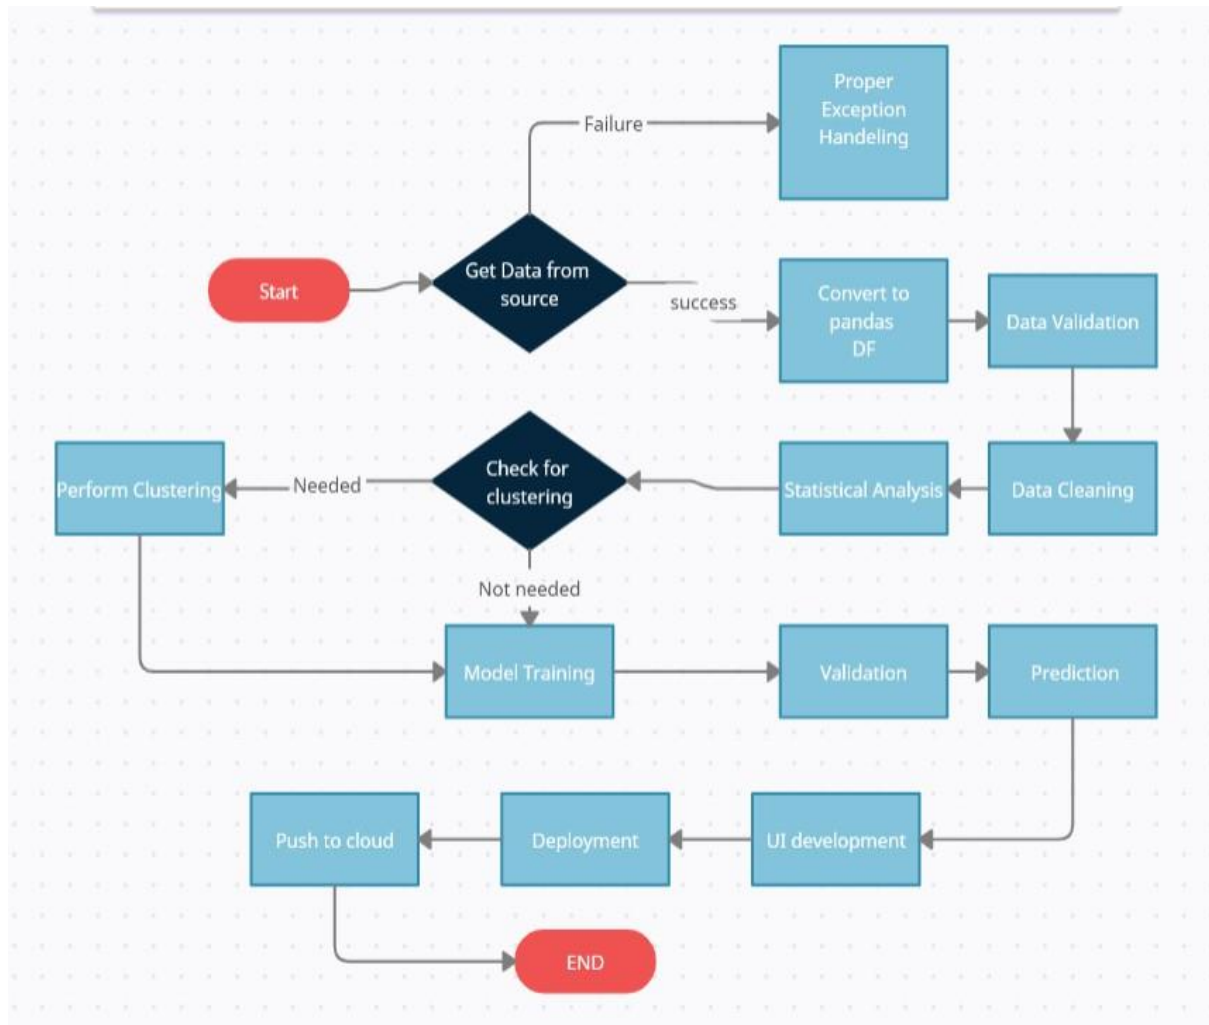 Proper
Exception
Handeling
Failure
Get Data from
source
Start
success
Convert to
pandas
DF
Data Validation
Perform Clustering
Needed
Check for
clustering
Statistical Analysis
Data Cleaning
Not needed
Model Training
Validation
Prediction
Push to cloud
Deployment
UI development
END